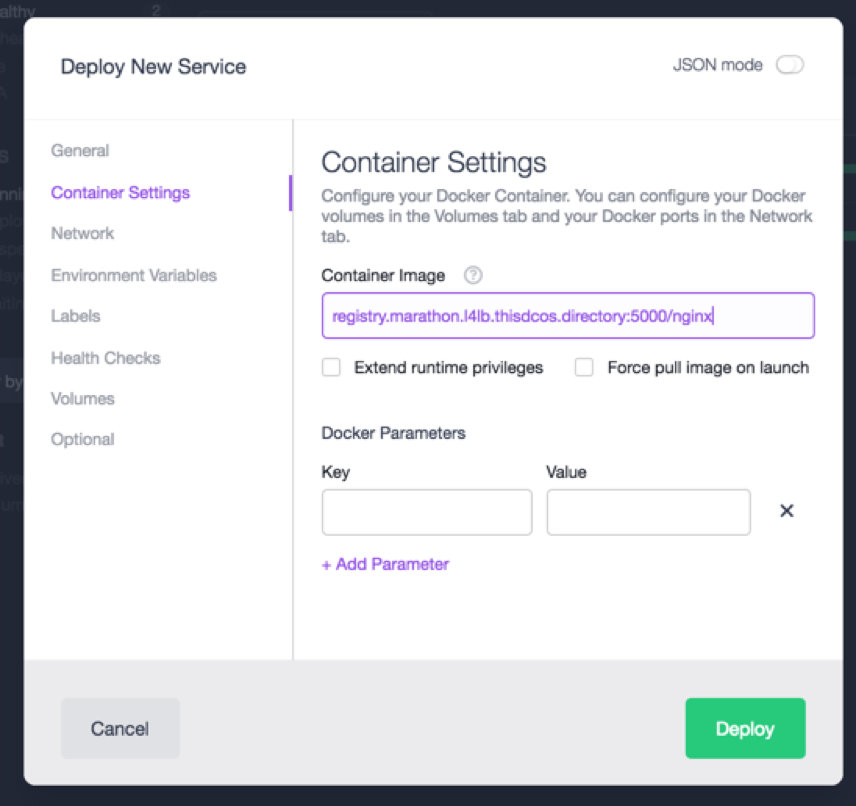 althy 2
Deploy New Service
JSON mode
General
Container Settings
Network
Environment Variables
Labels
Health Checks
Volumes
Optional
Container Settings
Configure your Docker Container. You can configure your Docker
volumes in the Volumes tab and your Docker ports in the Network
tab.
Container Image ?
registry.marathon.l4lb.thisdcos.directory:5000/nginx
Extend runtime privileges
Force pull image on launch
Docker Parameters
Key
Value
+ Add Parameter
Cancel
Deploy
by